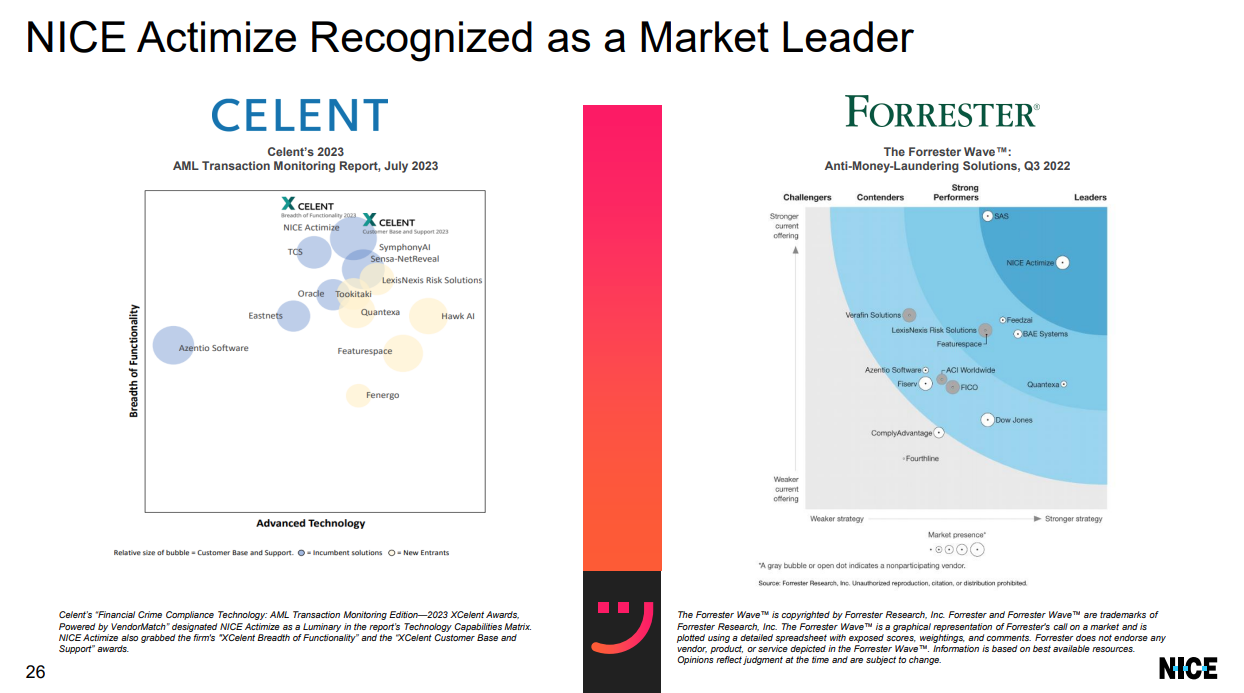 NICE Actimize Recognized as a Market Leader
CELENT
Celent's 2023
AML Transaction Monitoring Report, July 2023
X CELENT
Breadth of Functionality 2023
X CELENT
Customer Base and Support 2023
NICE Actimize
TCS
SymphonyAI
Sensa-NetReveal
LexisNexis Risk Solutions
Oracle
Tookitaki
Eastnets
Quantexa
Hawk AI
Azentio Software
Featurespace
Fenergo
Breadth of Functionality
Advanced Technology
Relative size of bubble = Customer Base and Support. = Incumbent solutions = New Entrants
Celent's "Financial Crime Compliance Technology: AML Transaction Monitoring Edition—2023 XCelent Awards,
Powered by VendorMatch" designated NICE Actimize as a Luminary in the report's Technology Capabilities Matrix.
NICE Actimize also grabbed the firm's "XCelent Breadth of Functionality" and the "XCelent Customer Base and
Support" awards.
26
FORRESTER®
The Forrester Wave™:
Anti-Money-Laundering Solutions, Q3 2022
Challengers
Contenders
Strong
Performers
Leaders
Stronger
current
offering
SAS
NICE Actimize
Verafin Solutions
Feedzai
LexisNexis Risk Solutions
BAE Systems
Featurespace
Azentio Software
ACI Worldwide
Fiserv
FICO
Quantexa
Dow Jones
ComplyAdvantage
Fourthline
Weaker
current
offering
Weaker strategy
Stronger strategy
Market presence*
*A gray bubble or open dot indicates a nonparticipating vendor.
Source: Forrester Research, Inc. Unauthorized reproduction, citation, or distribution prohibited.
The Forrester Wave™ is copyrighted by Forrester Research, Inc. Forrester and Forrester Wave™ are trademarks of
Forrester Research, Inc. The Forrester Wave™ is a graphical representation of Forrester's call on a market and is
plotted using a detailed spreadsheet with exposed scores, weightings, and comments. Forrester does not endorse any
vendor, product, or service depicted in the Forrester Wave™. Information is based on best available resources.
Opinions reflect judgment at the time and are subject to change.
NICE